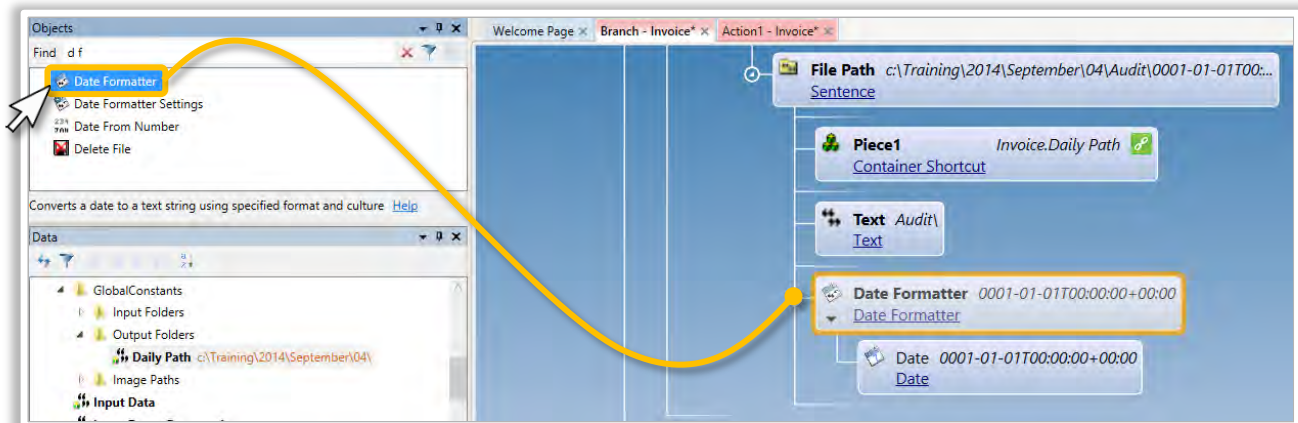 Objects
Find d f
Date Formatter
Date Formatter Settings
Date From Number
Delete File
Converts a date to a text string using specified format and culture Help
Data
GlobalConstants
Input Folders
Output Folders
Daily Path c:\Training\2014\September\04\
Image Paths
Input Data
Welcome Page Branch - Invoice* Action1 - Invoice*
File Path c:\Training\2014\September\04\Audit\0001-01-01T00:...
Sentence
Piece1 Invoice.Daily Path
Container Shortcut
Text Audit\
Text
Date Formatter 0001-01-01T00:00:00+00:00
Date Formatter
Date 0001-01-01T00:00:00+00:00
Date